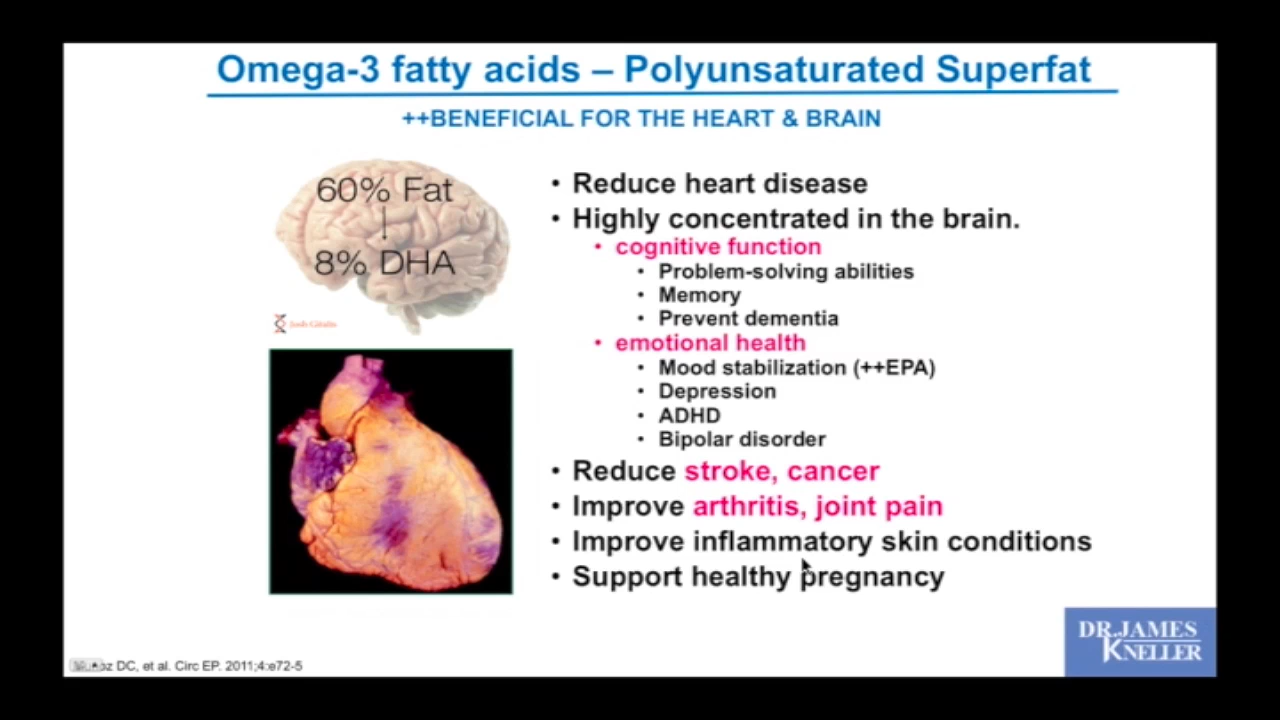 Omega-3 fatty acids – Polyunsaturated Superfat
++BENEFICIAL FOR THE HEART & BRAIN
60% Fat
8% DHA
• Reduce heart disease
• Highly concentrated in the brain.
• cognitive function
• Problem-solving abilities
• Memory
• Prevent dementia
• emotional health
• Mood stabilization (++EPA)
• Depression
• ADHD
• Bipolar disorder
• Reduce stroke, cancer
• Improve arthritis, joint pain
• Improve inflammatory skin conditions
• Support healthy pregnancy
DC, et al. Circ EP. 2011;4:e72-5
DR. JAMES
KNELLER